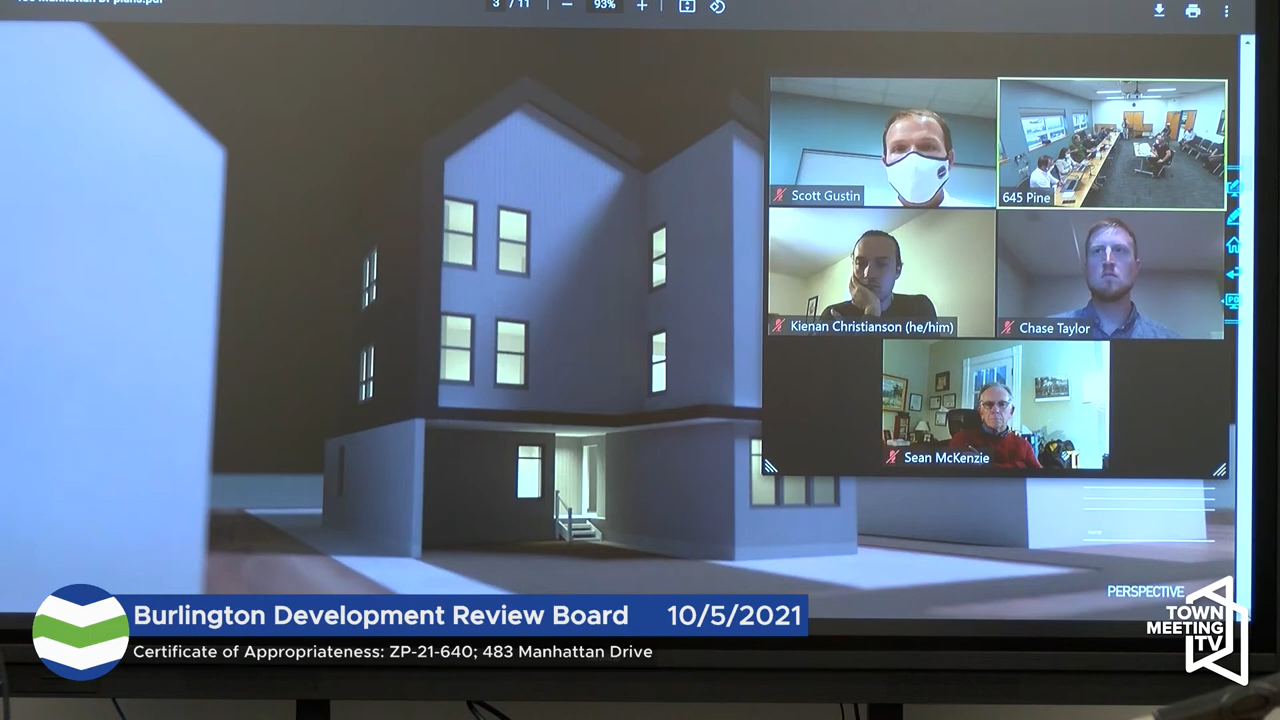 3 / 11
93%
Scott Gustin
645 Pine
Kienan Christianson (he/him)
Chase Taylor
Sean McKenzie
PERSPECTIVE
Burlington Development Review Board 10/5/2021
Certificate of Appropriateness: ZP-21-640; 483 Manhattan Drive
TOWN
MEETING
TV